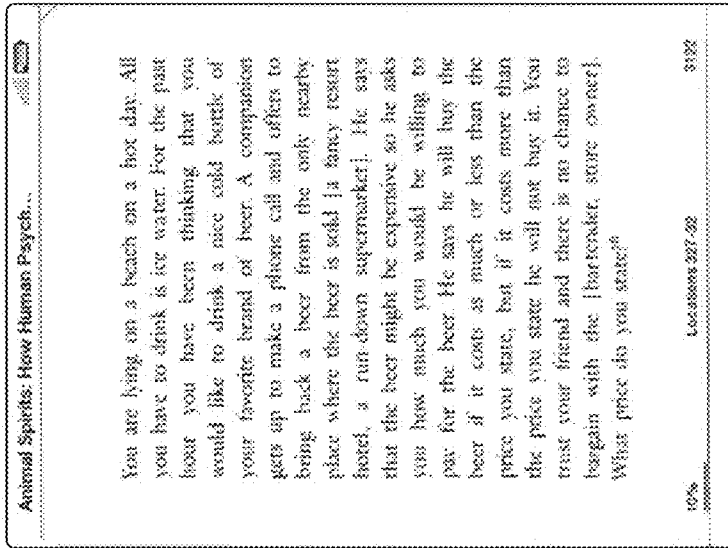 Animal Spirits: How Human Psych...
You are lying on a beach on a hot day. All
you have to drink is ice water. For the past
hour you have been thinking that you
would like to drink a nice cold bottle of
your favorite brand of beer. A companion
gets up to make a phone call and offers to
bring back a beer from the only nearby
place where the beer is sold [a fancy resort
hotel, a run-down supermarket]. He says
that the beer might be expensive so he asks
you how much you would be willing to
pay for the beer. He says he will buy the
beer if it costs as much or less than the
price you state, but if it costs more than
the price you state he will not buy it. You
trust your friend and there is no chance to
bargain with the [bartender, store owner].
What price do you state?
10% Locations 327-32 3122